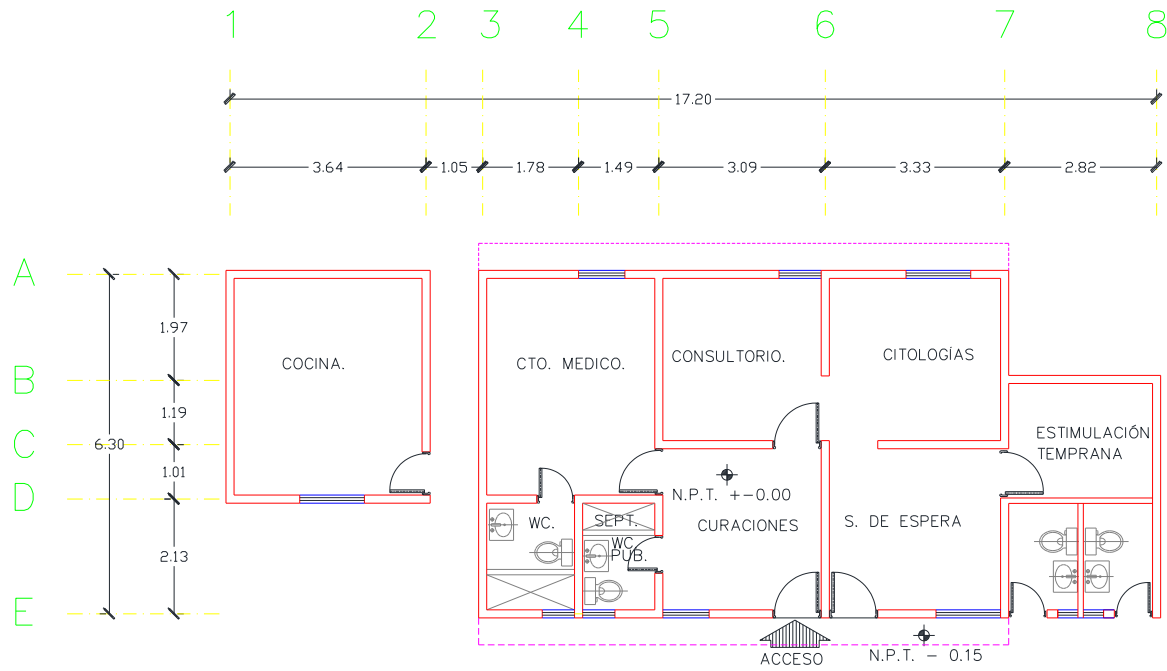 1 2 3 4 5 6 7 8
17.20
3.64 1.05 1.78 1.49 3.09 3.33 2.82
A
1.97
COCINA.
CTO. MEDICO.
CONSULTORIO.
CITOLOGÍAS
B
1.19
C
6.30
ESTIMULACIÓN
TEMPRANA
1.01
D
N.P.T. +-0.00
WC.
SEPT.
CURACIONES
S. DE ESPERA
WC.
PUB.
2.13
E
ACCESO
N.P.T. - 0.15